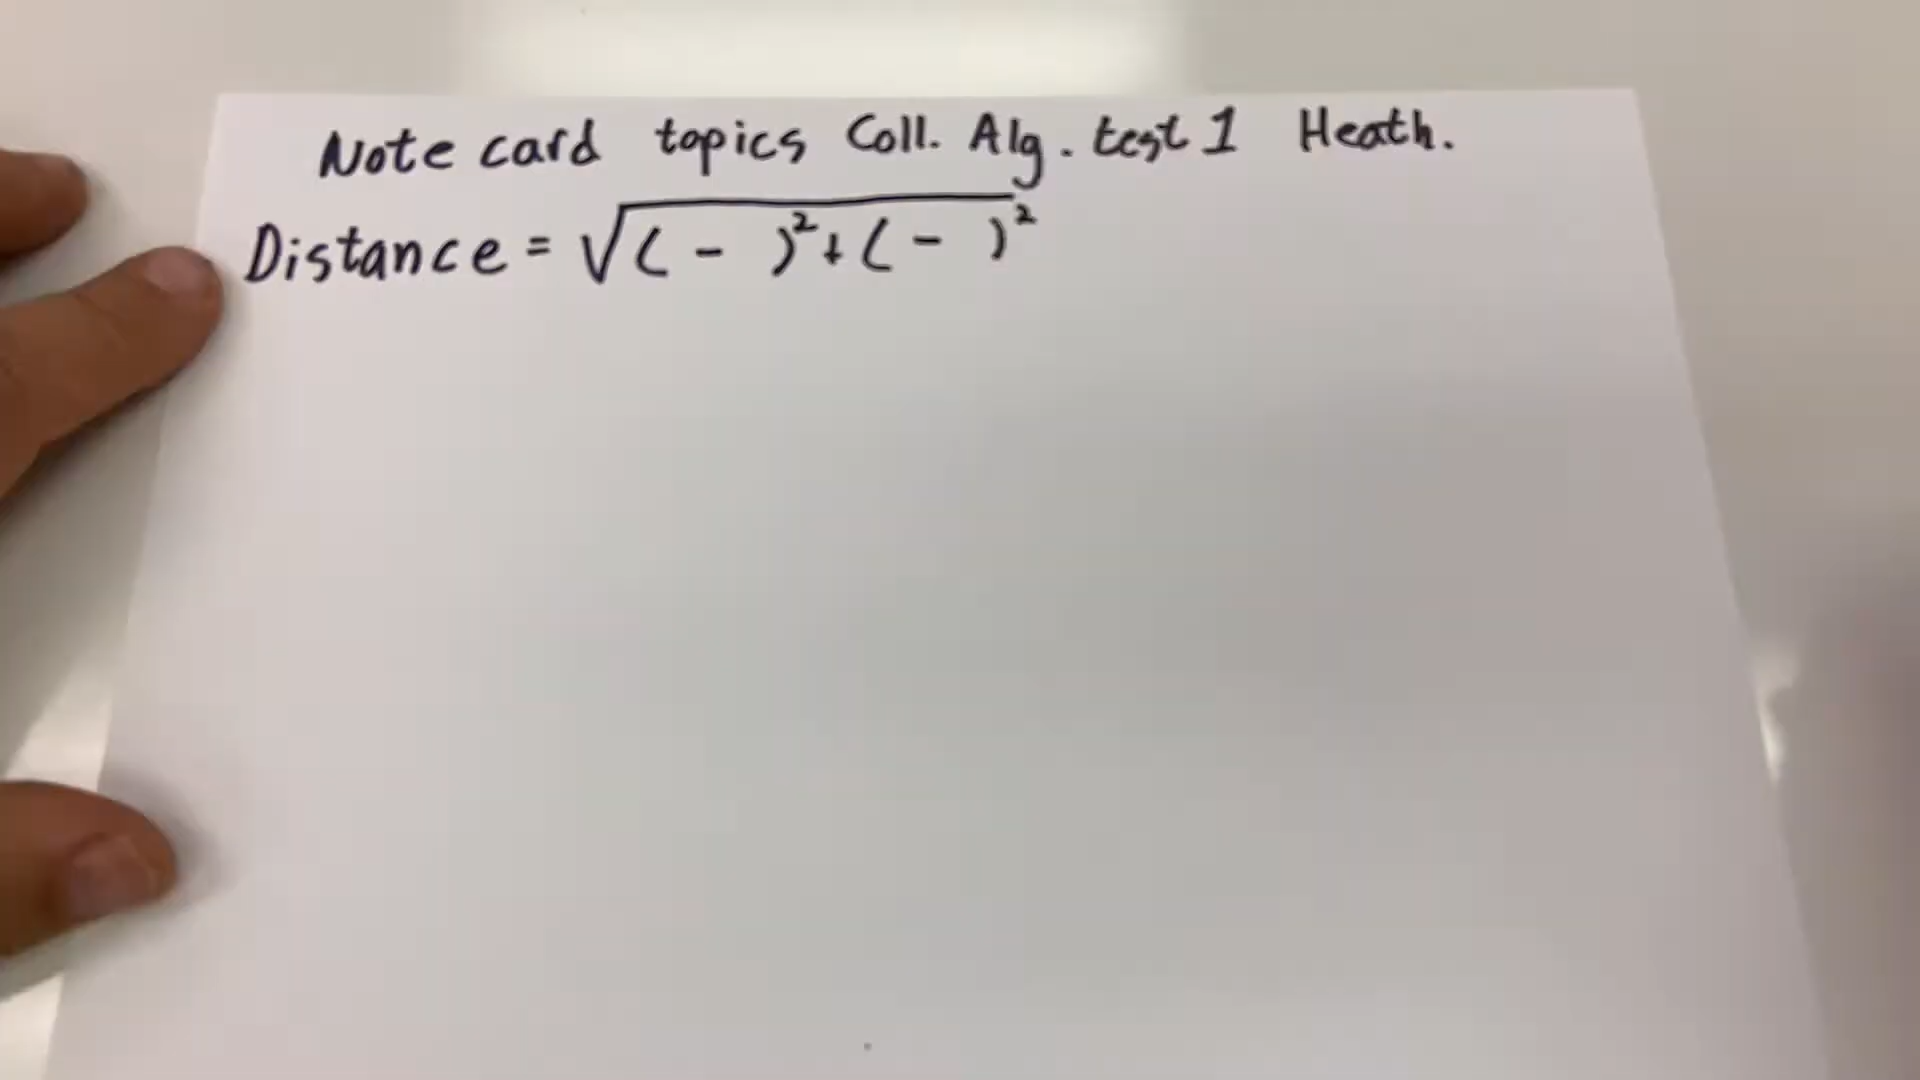 Note card topics Coll. Alg. test 1 Heath.
Distance = √( - )²+( - )²